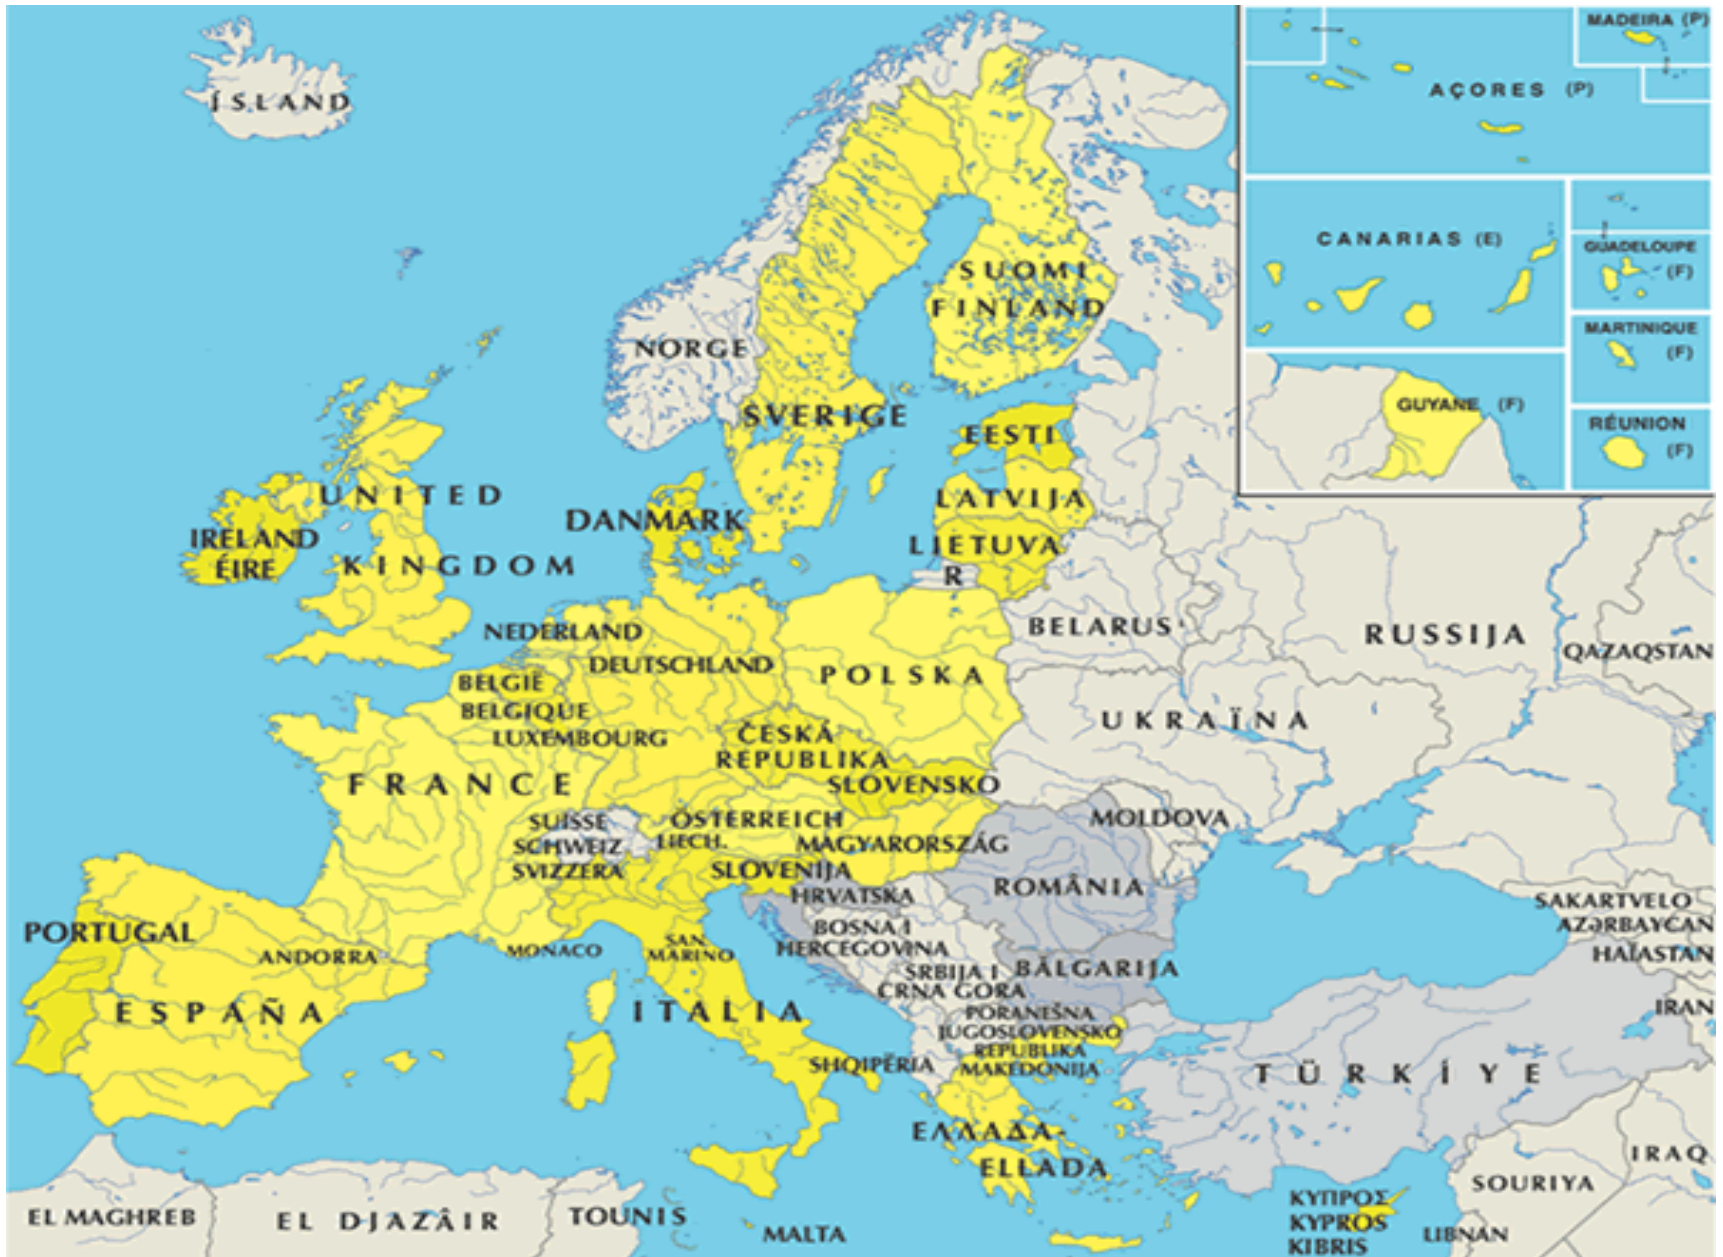 ÍSLAND
MADEIRA (P)
AÇORES (P)
CANARIAS (E)
GUADELOUPE
(F)
MARTINIQUE
(F)
GUYANE (F)
RÉUNION
(F)
SUOMI
FINLAND
NORGE
SVERIGE
EESTI
LATVIJA
LIETUVA
R
UNITED
KINGDOM
IRELAND
ÉIRE
DANMARK
NEDERLAND
DEUTSCHLAND
BELGIË
BELGIQUE
LUXEMBOURG
POLSKA
BELARUS'
RUSSIJA
QAZAQSTAN
UKRAÏNA
ČESKÁ
REPUBLIKA
SLOVENSKO
FRANCE
SUISSE
SCHWEIZ
SVIZZERA
ÖSTERREICH
LIECH.
MAGYARORSZÁG
MOLDOVA
SLOVENIJA
HRVATSKA
ROMÂNIA
BOSNA I
HERCEGOVINA
SRBIJA I
CRNA GORA
BĂLGARIJA
SAKARTVELO
AZƏRBAYCAN
HAÏASTAN
IRAN
PORTUGAL
ANDORRA
MONACO
SAN
MARINO
ESPAÑA
ITALIA
PORANEŠNA
JUGOSLOVENSKO
REPUBLIKA
MAKEDONIJA
SHQIPËRIA
TÜRKİYE
ΕΛΛΑΔΑ-
ELLADA
ΚΥΠΡΟΣ
KYPROS
KIBRIS
SOURIYA
IRAQ
LIBNAN
EL MAGHREB
EL DJAZÂIR
TOUNIS
MALTA